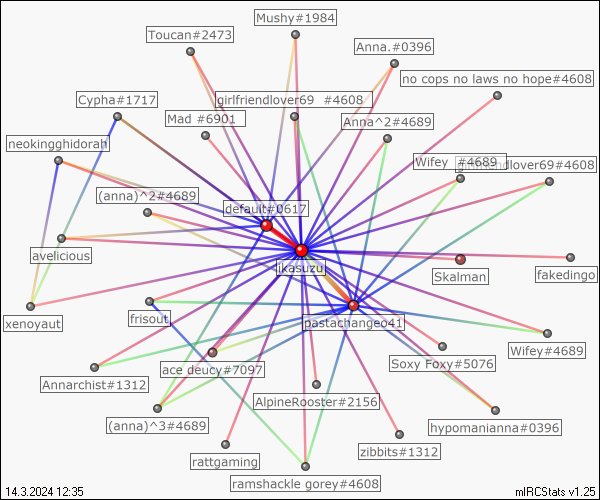 Mushy#1984
Toucan#2473
Anna.#0396
no cops no laws no hope#4608
Cypha#1717
girlfriendlover69 #4608
Mad #6901
Anna^2#4689
neokingghidorah
Wifey #4689
lover69#4608
(anna)^2#4689
default#0617
avelicious
ikasuzu
Skalman
fakedingo
xenoyaut
frisout
pastachangeo41
Wifey#4689
Soxy Foxy#5076
ace deucy#7097
Annarchist#1312
AlpineRooster#2156
(anna)^3#4689
hypomanianna#0396
zibbits#1312
rattgaming
ramshackle gorey#4608
14.3.2024 12:35
mIRCStats v1.25